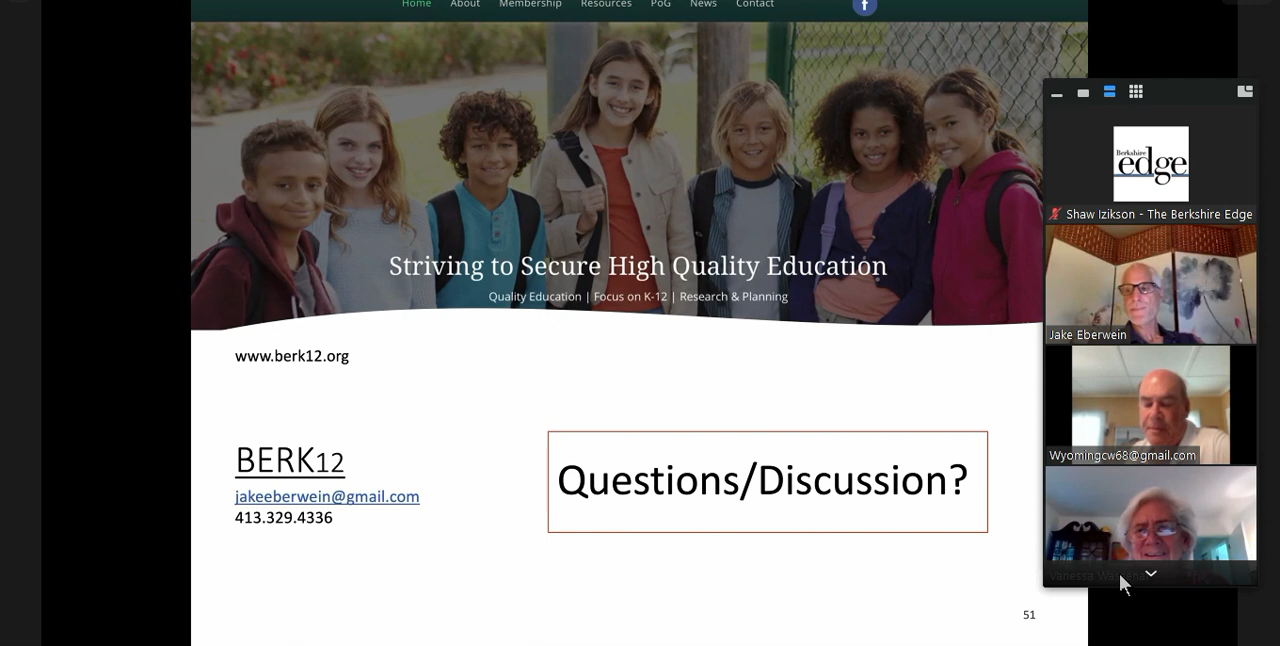 Home About Membership Resources PoG News Contact
f
Striving to Secure High Quality Education
Quality Education | Focus on K-12 | Research & Planning
www.berk12.org
BERK12
jakeeberwein@gmail.com
413.329.4336
Questions/Discussion?
51
Berkshire
edge
Shaw Izikson - The Berkshire Edge
Jake Eberwein
Wyomingcw68@gmail.com
Vanessa